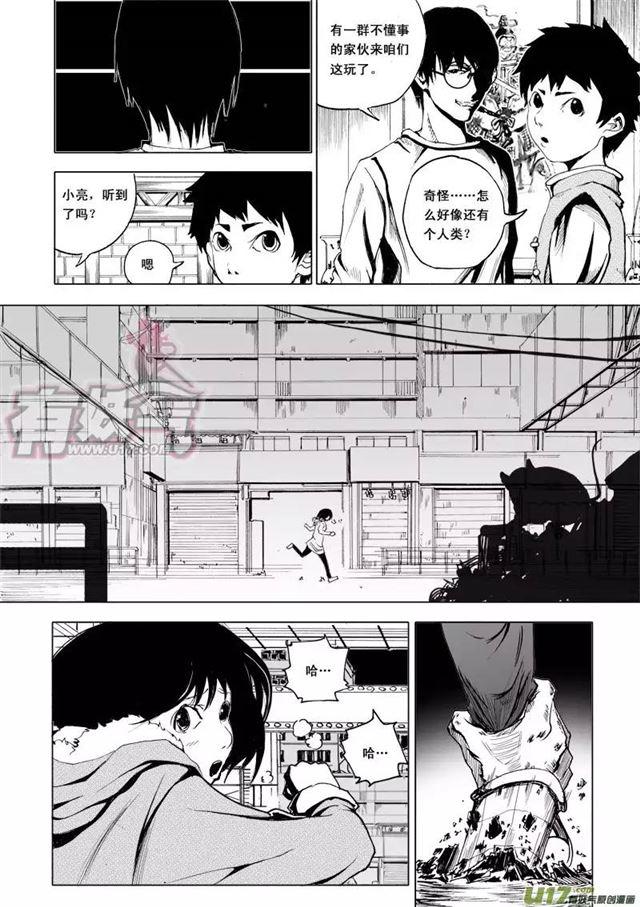 小亮，听到
了吗？
嗯
有一群不懂事
的家伙来咱们
这玩了。
奇怪……怎
么好像还有
个人类？
有妖气
www.U17.com
哈…
哈…
U17.com
有妖气原创漫画